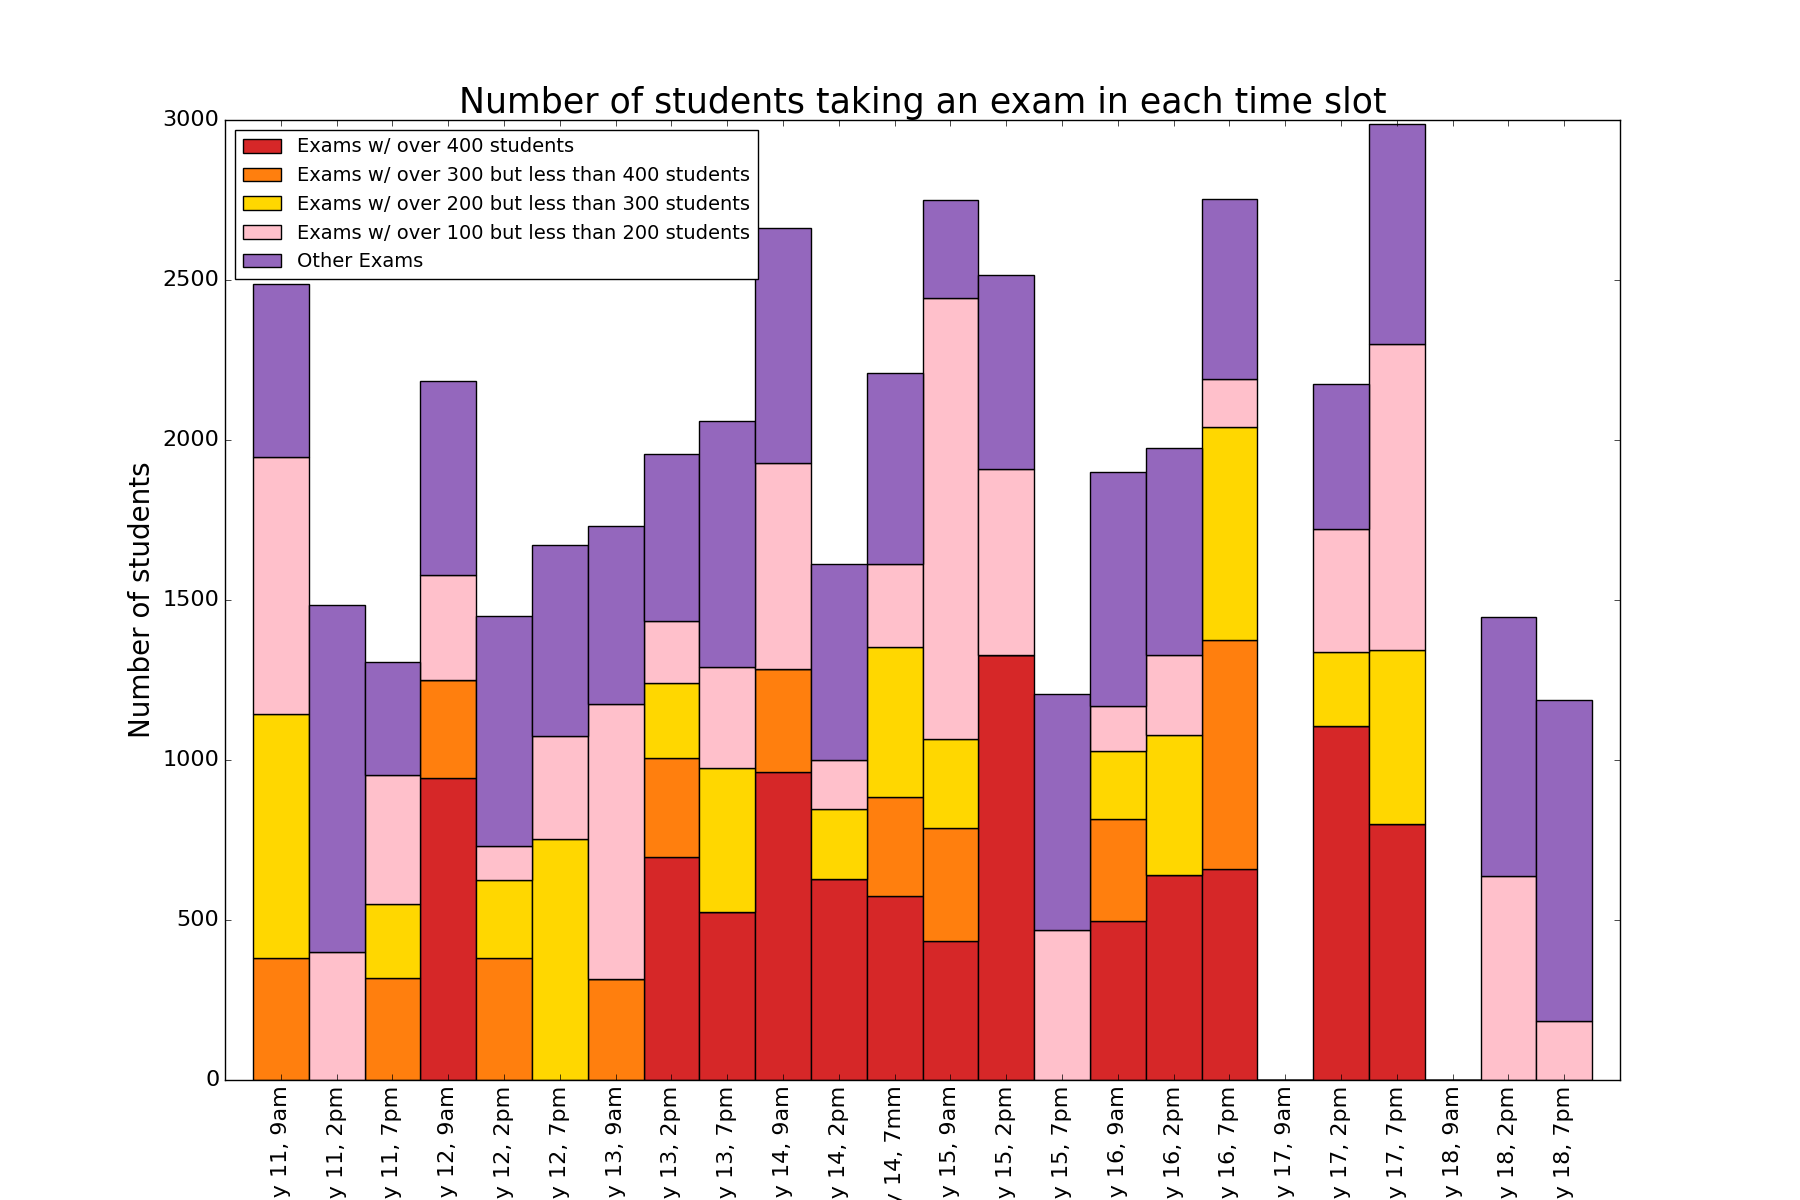 Number of students taking an exam in each time slot
Exams w/ over 400 students
Exams w/ over 300 but less than 400 students
Exams w/ over 200 but less than 300 students
Exams w/ over 100 but less than 200 students
Other Exams
Number of students
3000
2500
2000
1500
1000
500
0
y 11, 9am
y 11, 2pm
y 11, 7pm
y 12, 9am
y 12, 2pm
y 12, 7pm
y 13, 9am
y 13, 2pm
y 13, 7pm
y 14, 9am
y 14, 2pm
y 14, 7mm
y 15, 9am
y 15, 2pm
y 15, 7pm
y 16, 9am
y 16, 2pm
y 16, 7pm
y 17, 9am
y 17, 2pm
y 17, 7pm
y 18, 9am
y 18, 2pm
y 18, 7pm